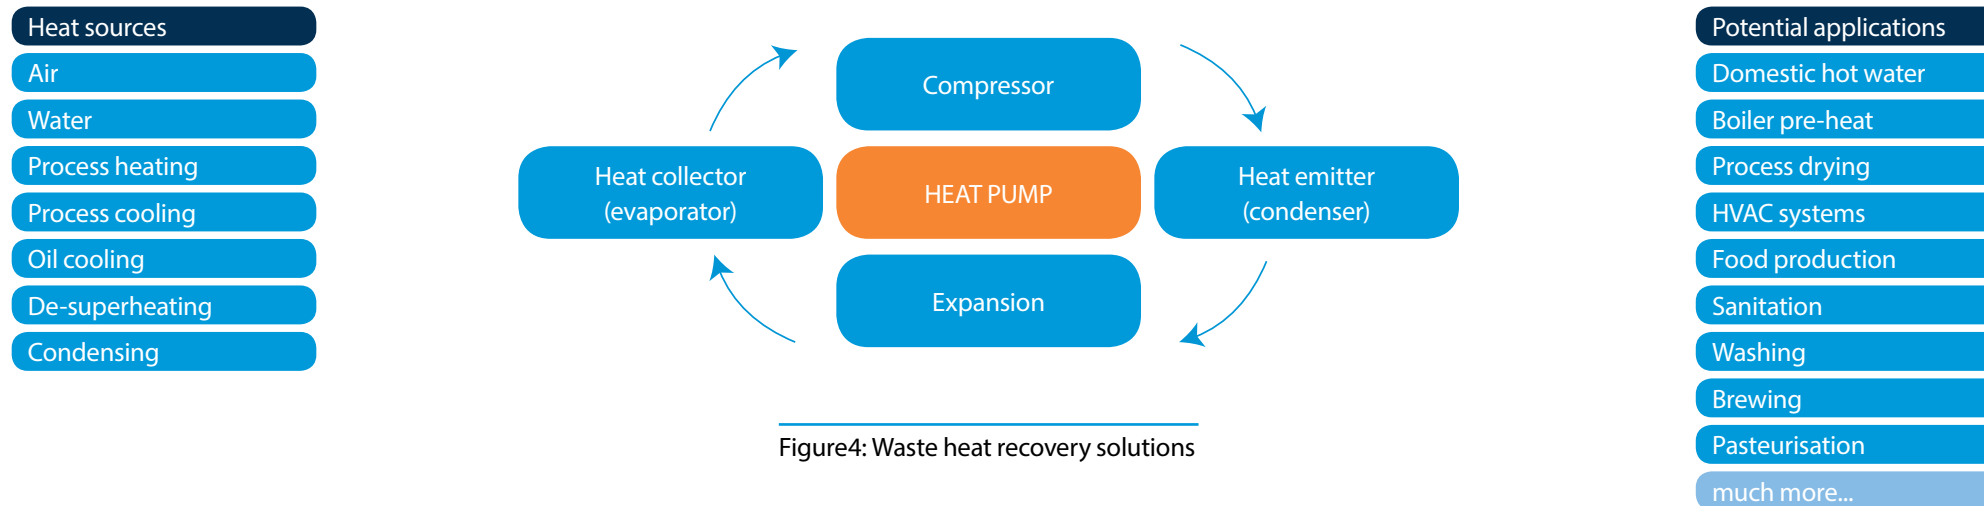 Heat sources
Air
Water
Process heating
Process cooling
Oil cooling
De-superheating
Condensing
Compressor
Heat collector
(evaporator)
HEAT PUMP
Heat emitter
(condenser)
Expansion
Figure4: Waste heat recovery solutions
Potential applications
Domestic hot water
Boiler pre-heat
Process drying
HVAC systems
Food production
Sanitation
Washing
Brewing
Pasteurisation
much more...